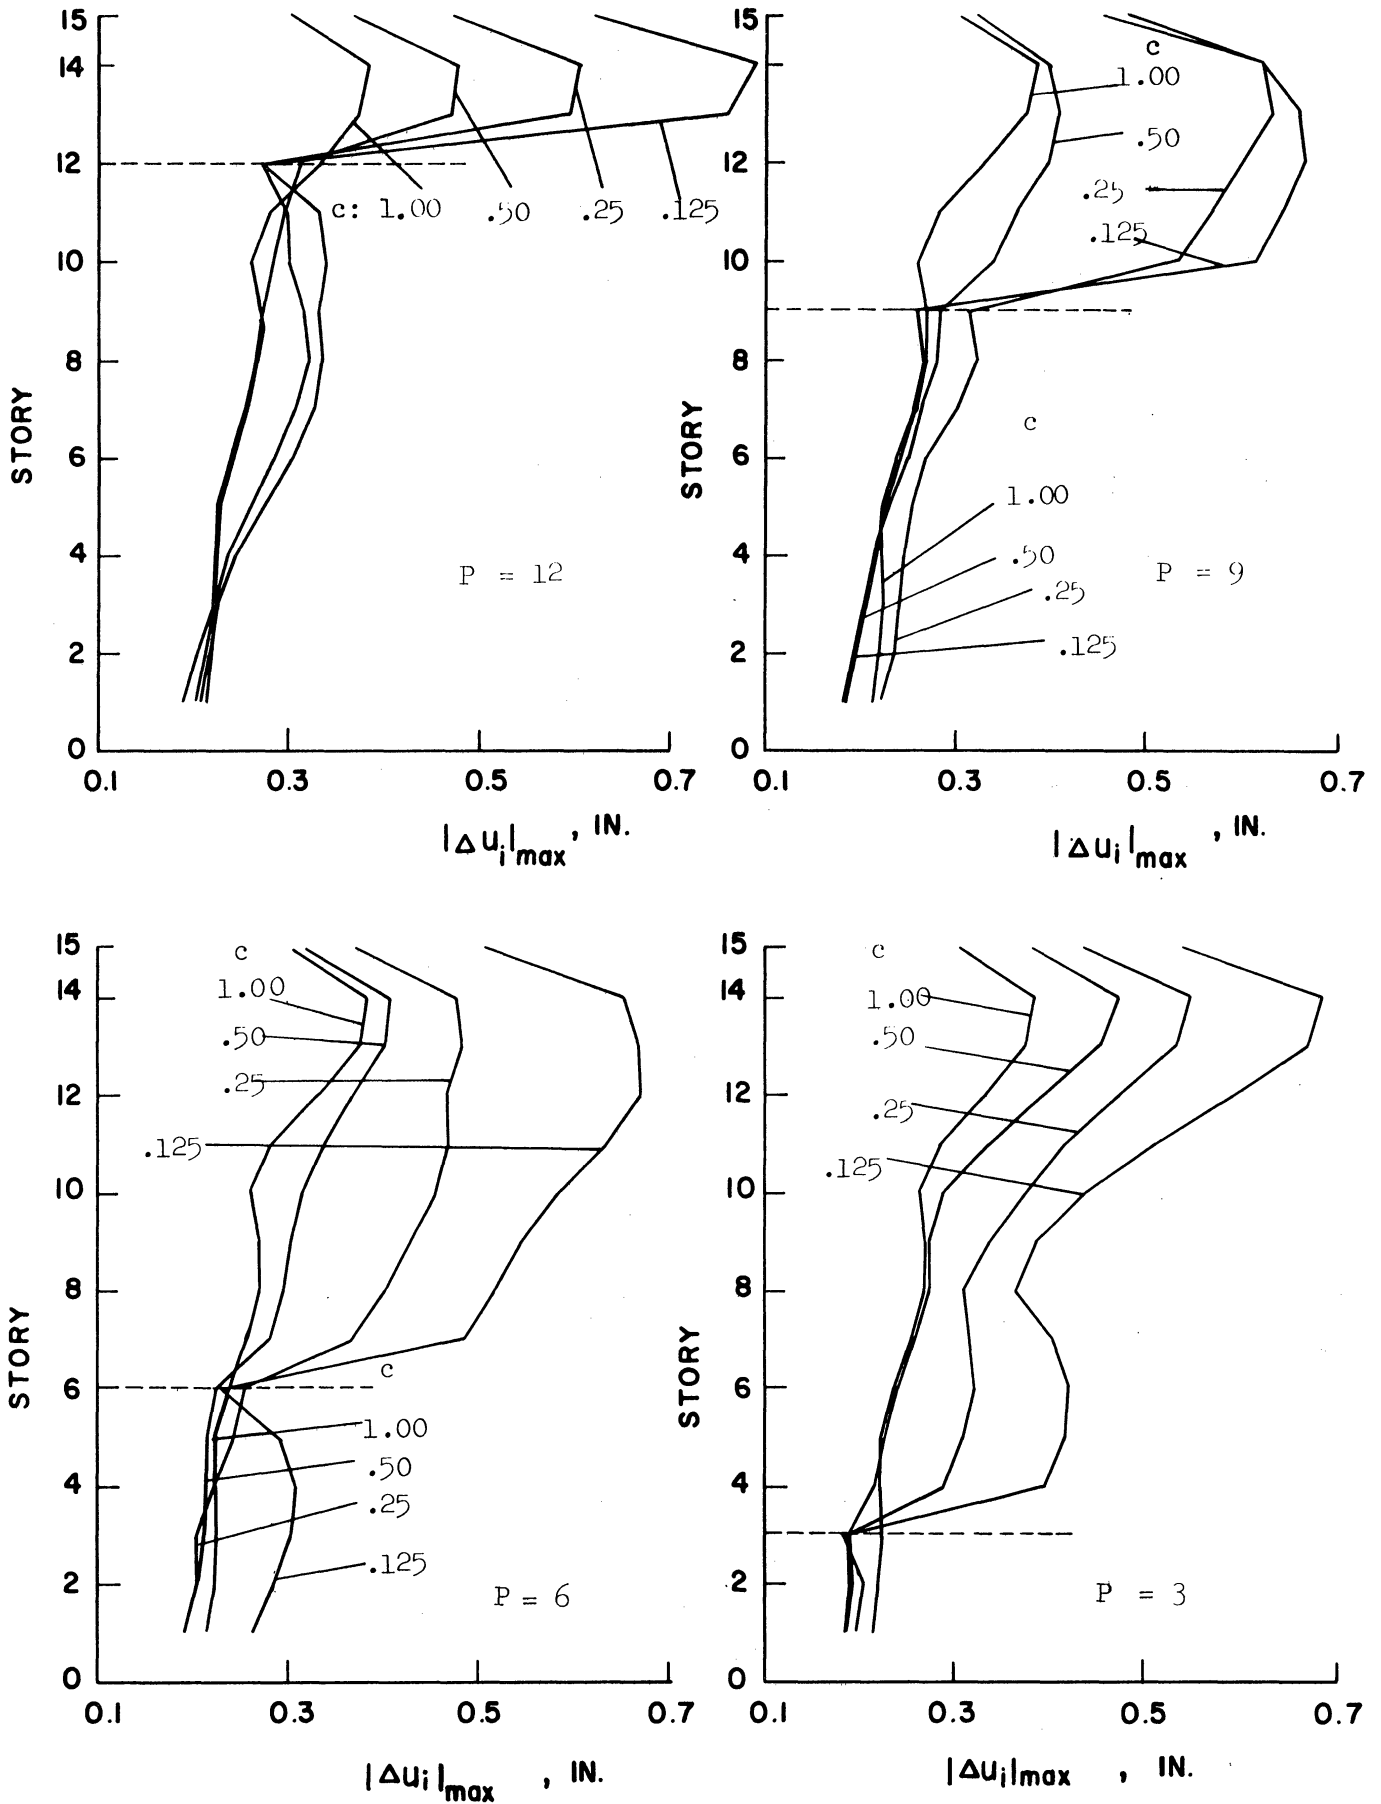 15
14
12
10
8
6
4
2
0
STORY
c: 1.00 .50 .25 .125
P = 12
0.1 0.3 0.5 0.7
|Δui|max , IN.
15
12
10
8
6
4
2
0
STORY
c
1.00
.50
.25
.125
c
1.00
.50
.25
.125
P = 9
0.1 0.3 0.5 0.7
|Δui|max , IN.
15
14
12
10
8
6
4
2
0
STORY
c
1.00
.50
.25
.125
c
1.00
.50
.25
.125
P = 6
0.1 0.3 0.5 0.7
|Δui|max , IN.
15
14
12
10
8
6
4
2
0
STORY
c
1.00
.50
.25
.125
P = 3
0.1 0.3 0.5 0.7
|Δui|max , IN.